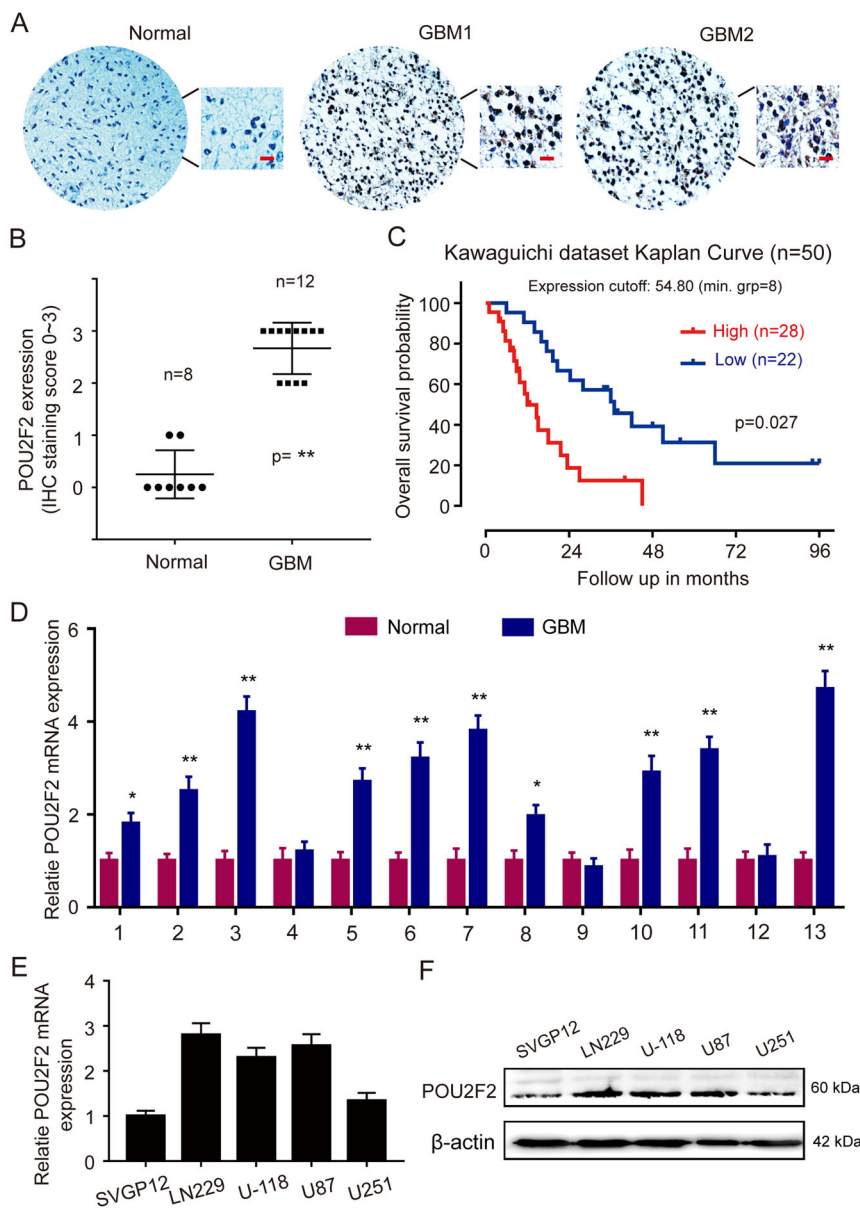 A
Normal
GBM1
GBM2
B
POU2F2 exression
(IHC staining score 0~3)
3
2
1
0
n=8
n=12
p= **
Normal
GBM
C
Kawaguchi dataset Kaplan Curve (n=50)
Expression cutoff: 54.80 (min. grp=8)
Overall survival probability
100
80
60
40
20
0
High (n=28)
Low (n=22)
p=0.027
0 24 48 72 96
Follow up in months
D
Relatie POU2F2 mRNA expression
6
4
2
0
Normal
GBM
* ** ** ** ** ** * ** ** **
1 2 3 4 5 6 7 8 9 10 11 12 13
E
Relatie POU2F2 mRNA
expression
4
3
2
1
0
SVGP12 LN229 U-118 U87 U251
F
SVGP12 LN229 U-118 U87 U251
POU2F2 60 kDa
β-actin 42 kDa